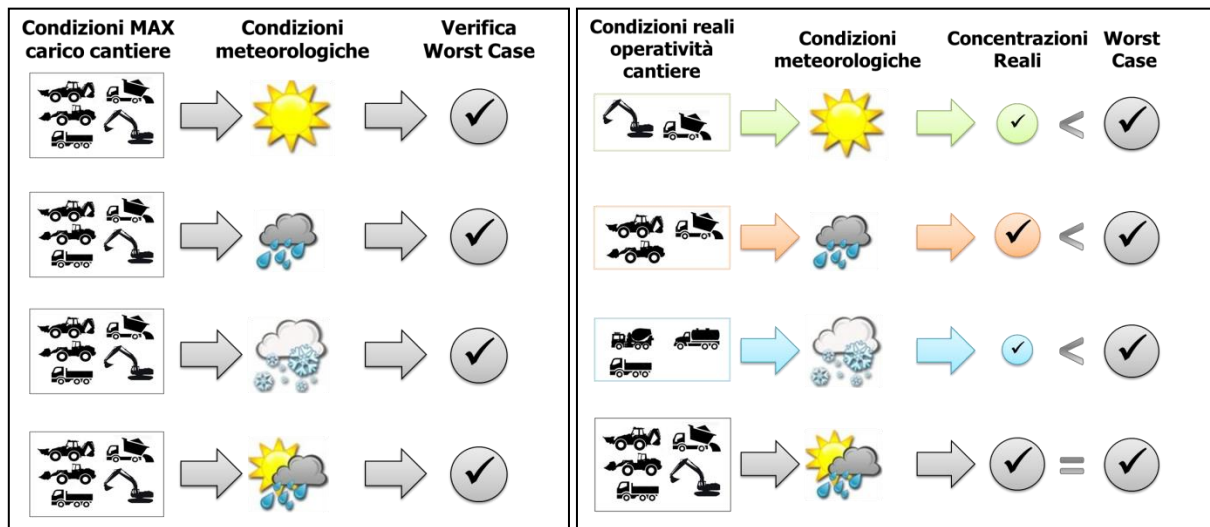 Condizioni MAX
carico cantiere
Condizioni
meteorologiche
Verifica
Worst Case
Condizioni reali
operatività
cantiere
Condizioni
meteorologiche
Concentrazioni
Reali
Worst
Case
<
<
<
=